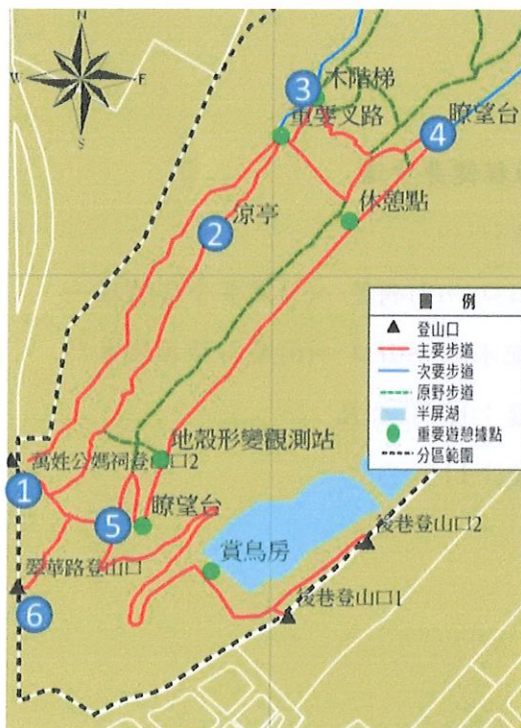 N
W
E
S
3
木階梯
重要叉路
4
瞭望台
休憩點
2
涼亭
圖 例
登山口
主要步道
次要步道
原野步道
半屏湖
重要遊憩據點
分區範圍
地殼形變觀測站
萬姓公媽祠登山口2
1
5
瞭望台
後巷登山口2
賞鳥房
翠華路登山口
後巷登山口1
6